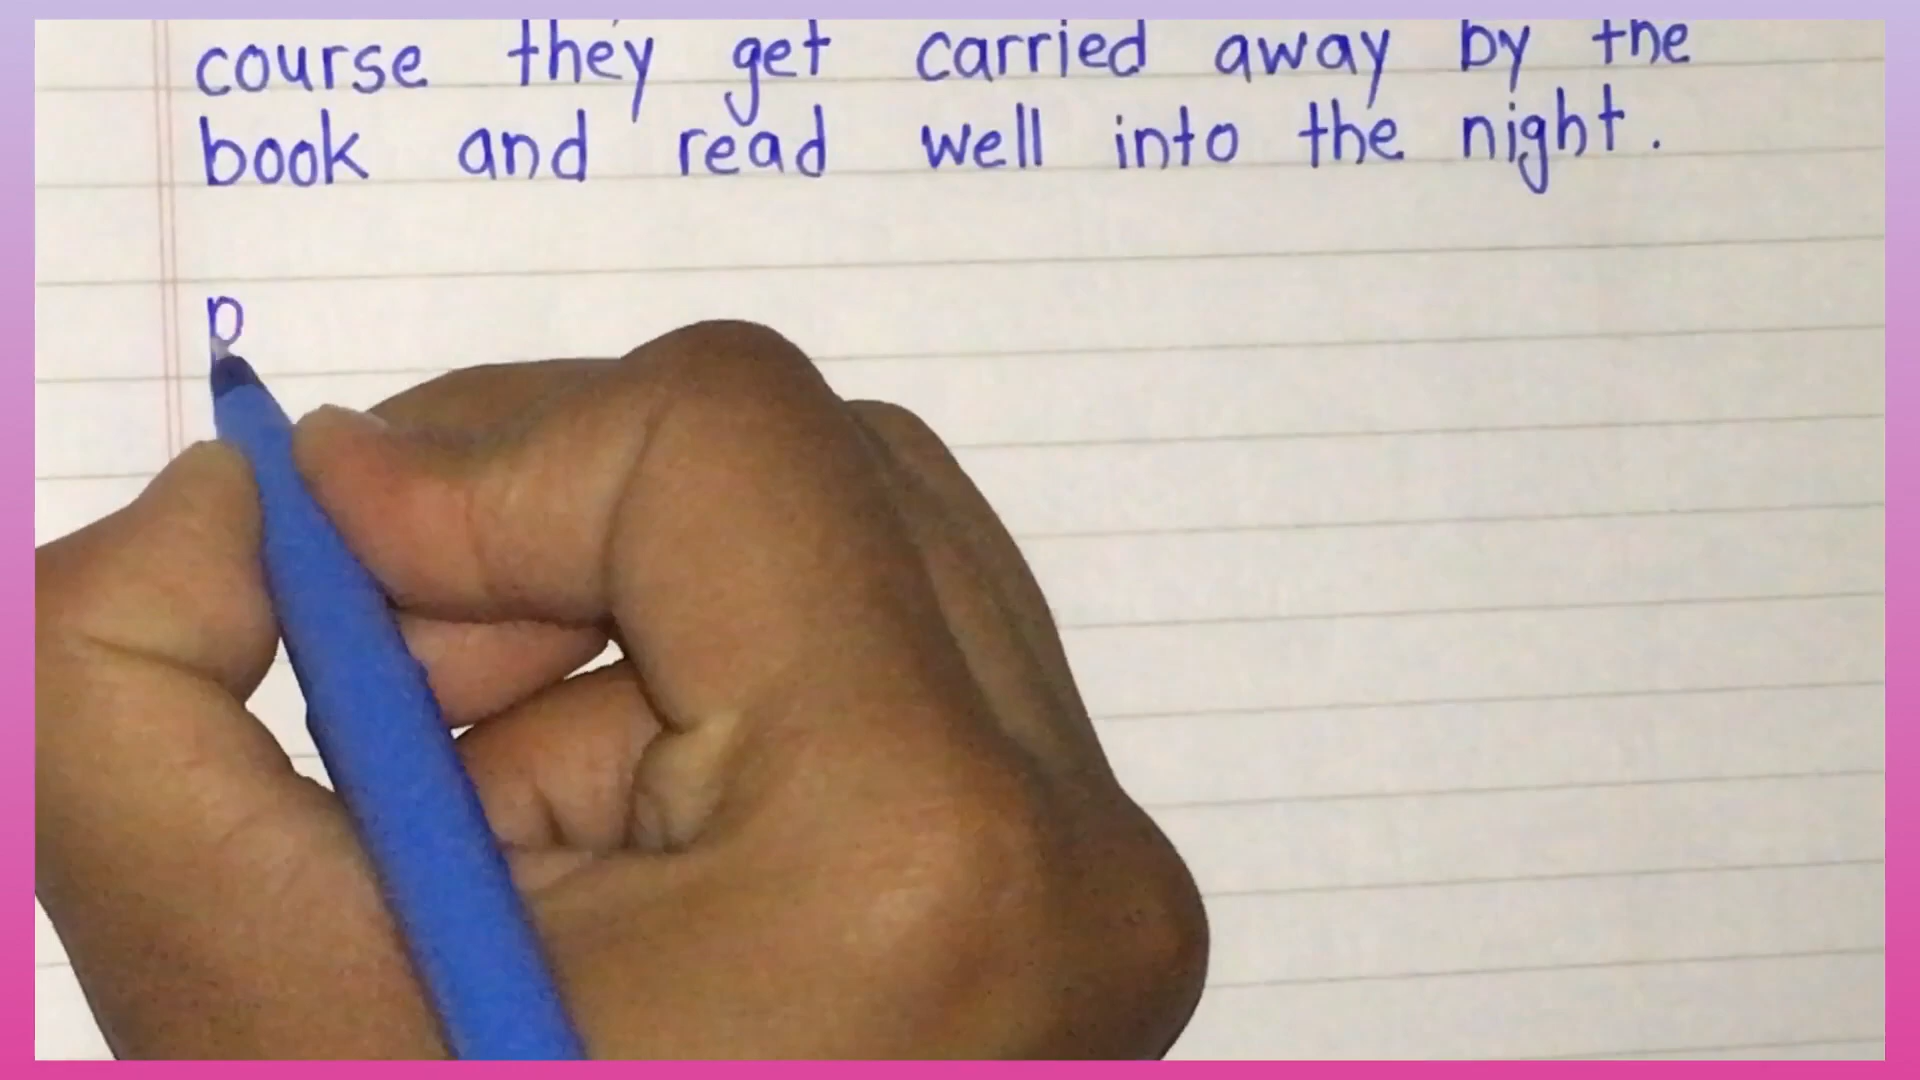 course they get carried away by the
book and read well into the night.